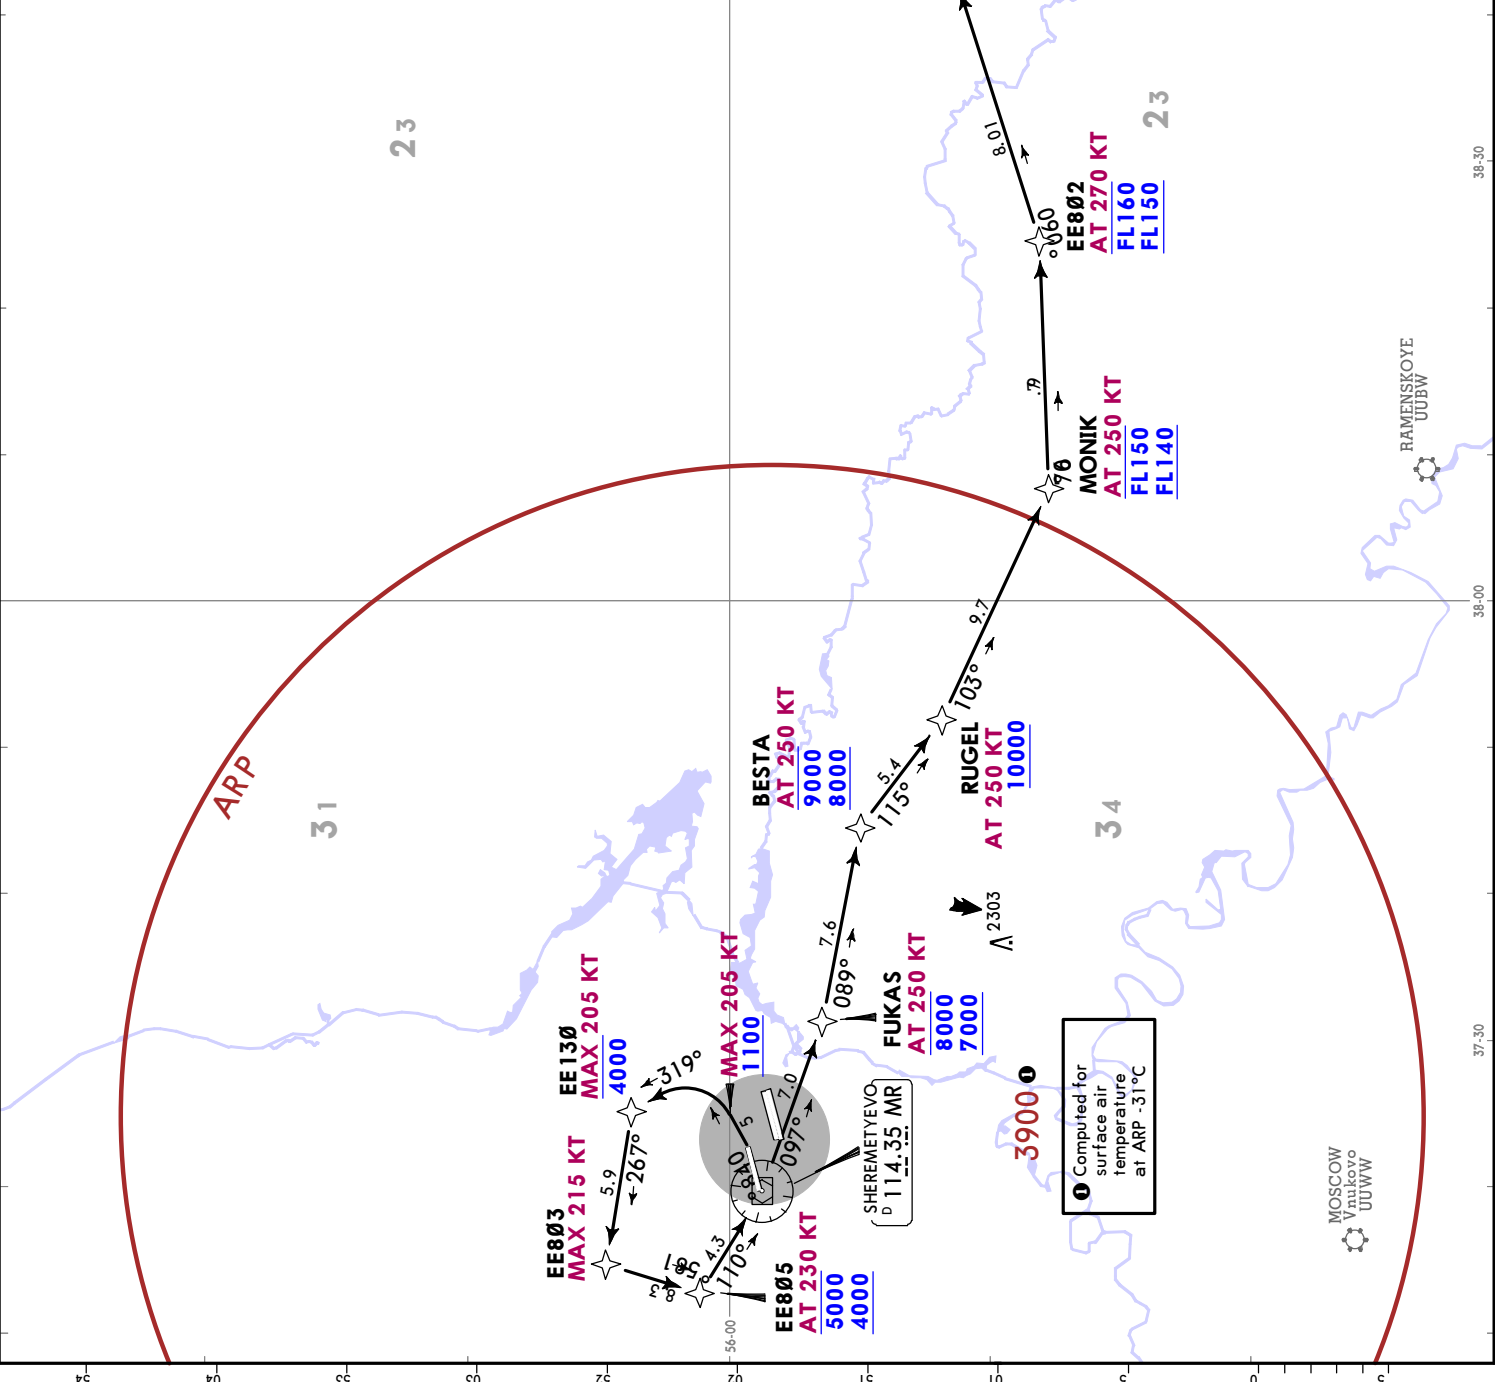 23
23
8.01
38-30
060°
EE8Ø2
AT 270 KT
FL160
FL150
RAMENSKOYE
UUBW
MONIK
AT 250 KT
FL150
FL140
38-00
9.7
103°
ARP
31
34
BESTA
AT 250 KT
9000
8000
5.4
115°
RUGEL
AT 250 KT
10000
2303
7.6
089°
FUKAS
AT 250 KT
8000
7000
37-30
EE13Ø
MAX 205 KT
4000
319°
MAX 205 KT
1100
7.0
097°
5
SHEREMETYEVO
D 114.35 MR
3900 ❶
❶ Computed for
surface air
temperature
at ARP -31°C
5.9
267°
EE8Ø3
MAX 215 KT
4.3
110°
EE8Ø5
AT 230 KT
5000
4000
MOSCOW
Vnukovo
UUWW
56-00